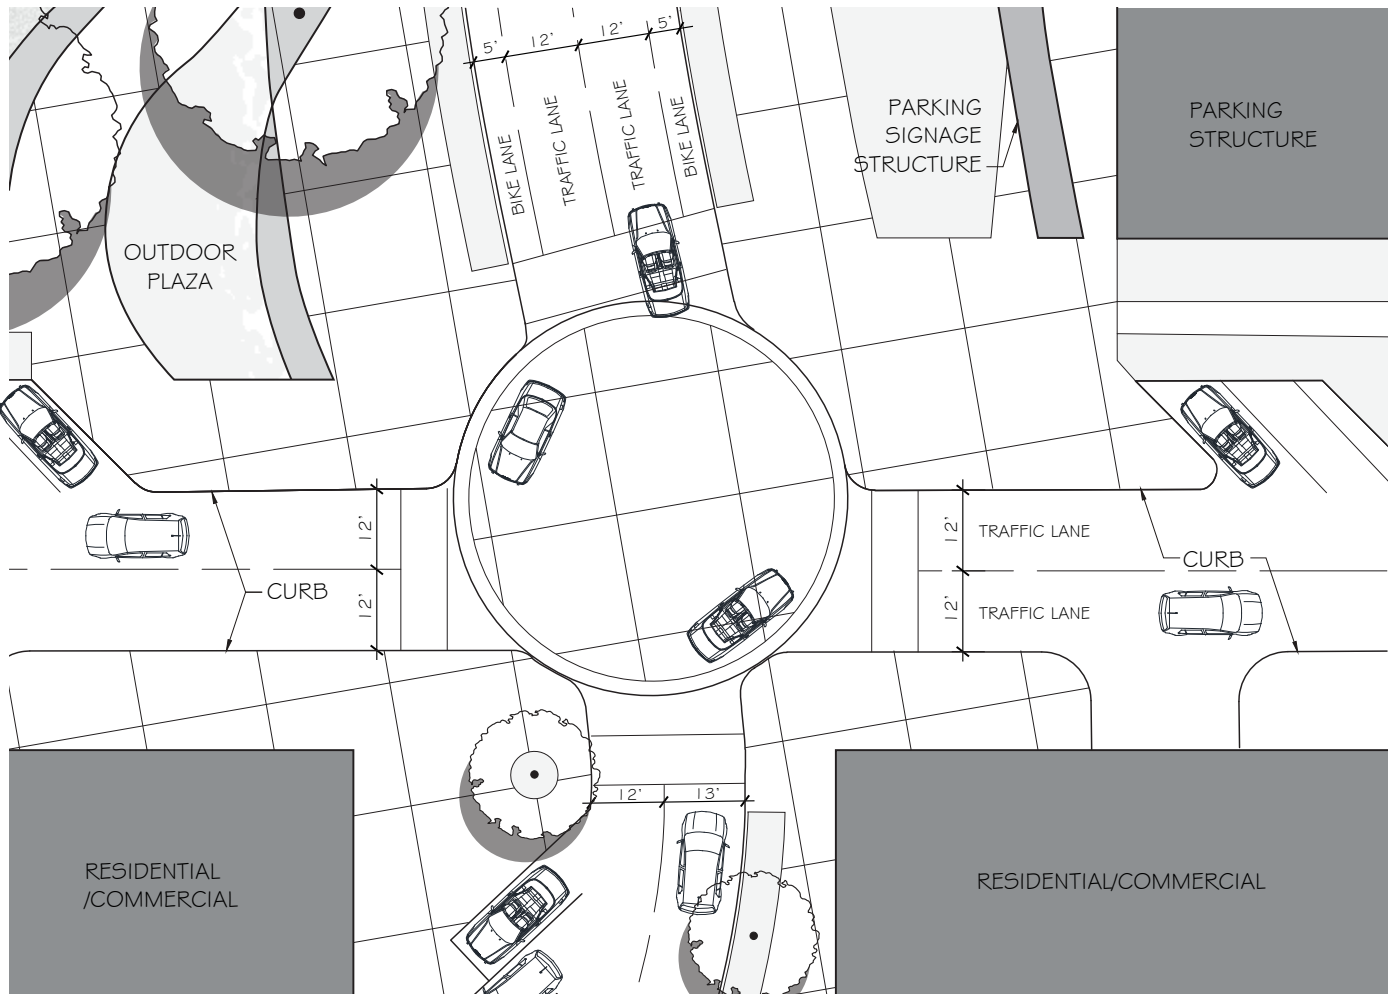 5'
12'
12'
5'
BIKE LANE
TRAFFIC LANE
TRAFFIC LANE
BIKE LANE
PARKING
SIGNAGE
STRUCTURE
PARKING
STRUCTURE
OUTDOOR
PLAZA
12'
12'
CURB
12'
12'
TRAFFIC LANE
TRAFFIC LANE
CURB
12'
13'
RESIDENTIAL
/COMMERCIAL
RESIDENTIAL/COMMERCIAL